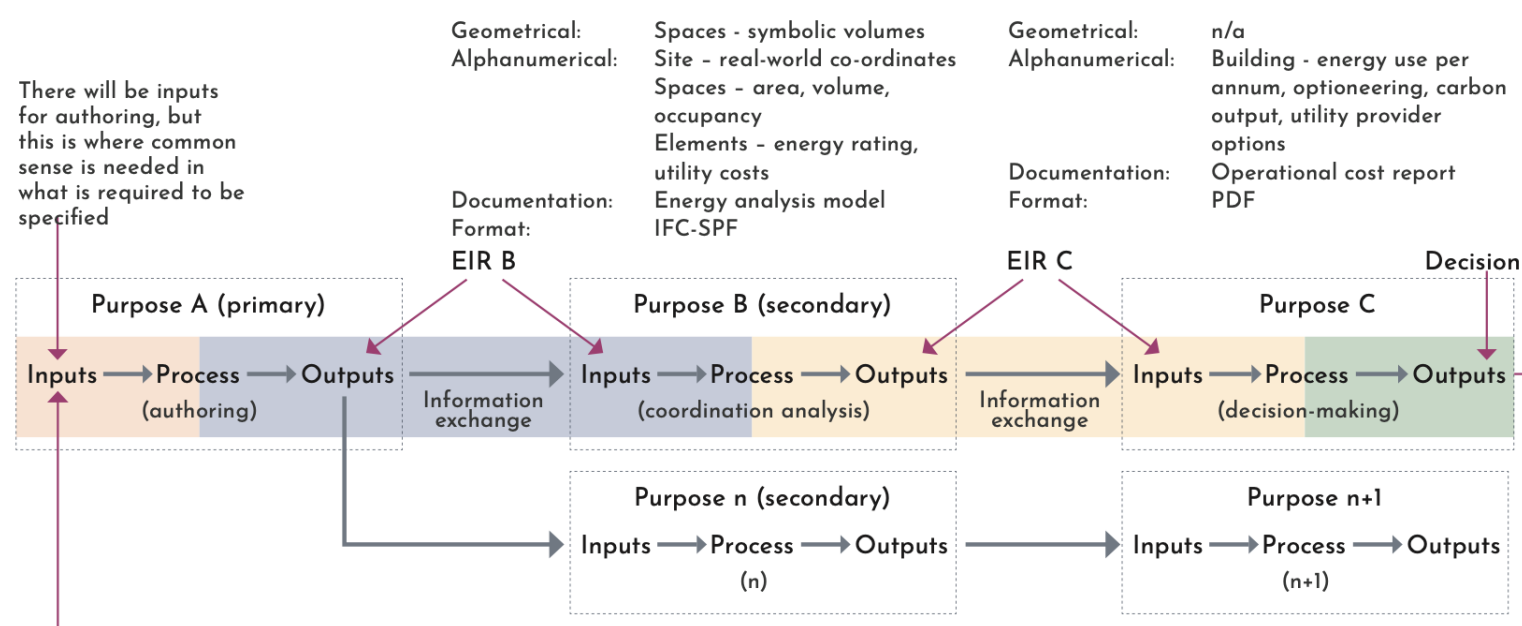 There will be inputs
for authoring, but
this is where common
sense is needed in
what is required to be
specified
Geometrical: Spaces - symbolic volumes
Alphanumerical: Site – real-world co-ordinates
Spaces – area, volume,
occupancy
Elements – energy rating,
utility costs
Documentation: Energy analysis model
Format: IFC-SPF
EIR B
Geometrical: n/a
Alphanumerical: Building - energy use per
annum, optioneering, carbon
output, utility provider
options
Documentation: Operational cost report
Format: PDF
EIR C
Decision
Purpose A (primary)
Inputs Process Outputs
(authoring)
Information
exchange
Purpose B (secondary)
Inputs Process Outputs
(coordination analysis)
Information
exchange
Purpose C
Inputs Process Outputs
(decision-making)
Purpose n (secondary)
Inputs Process Outputs
(n)
Purpose n+1
Inputs Process Outputs
(n+1)